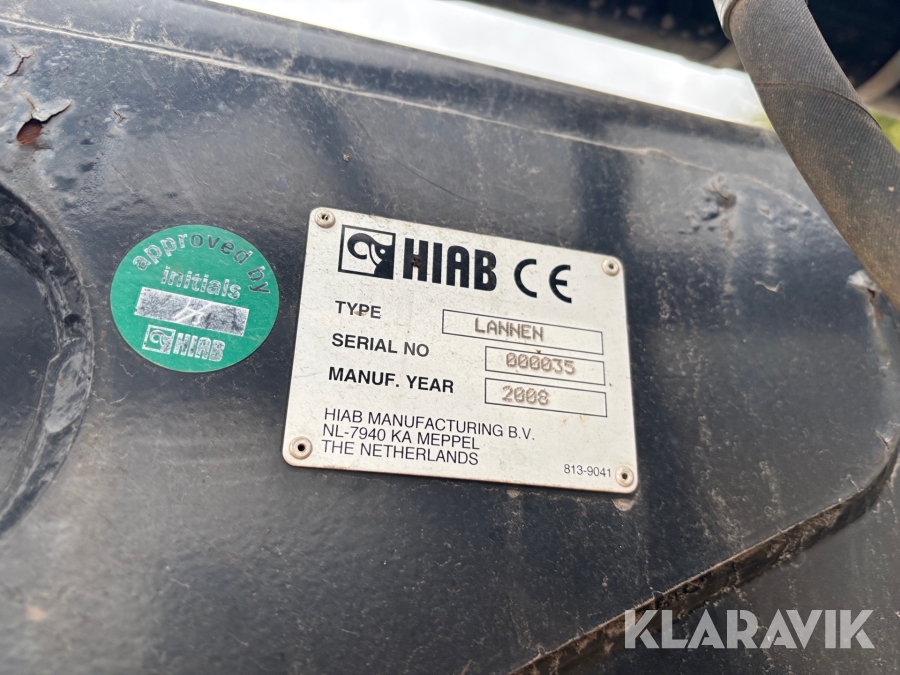 approved by
initials
HIAB
HIAB CE
TYPE LANNEN
SERIAL NO 000035
MANUF. YEAR 2008
HIAB MANUFACTURING B.V.
NL-7940 KA MEPPEL
THE NETHERLANDS
813-9041
KLARAVIK